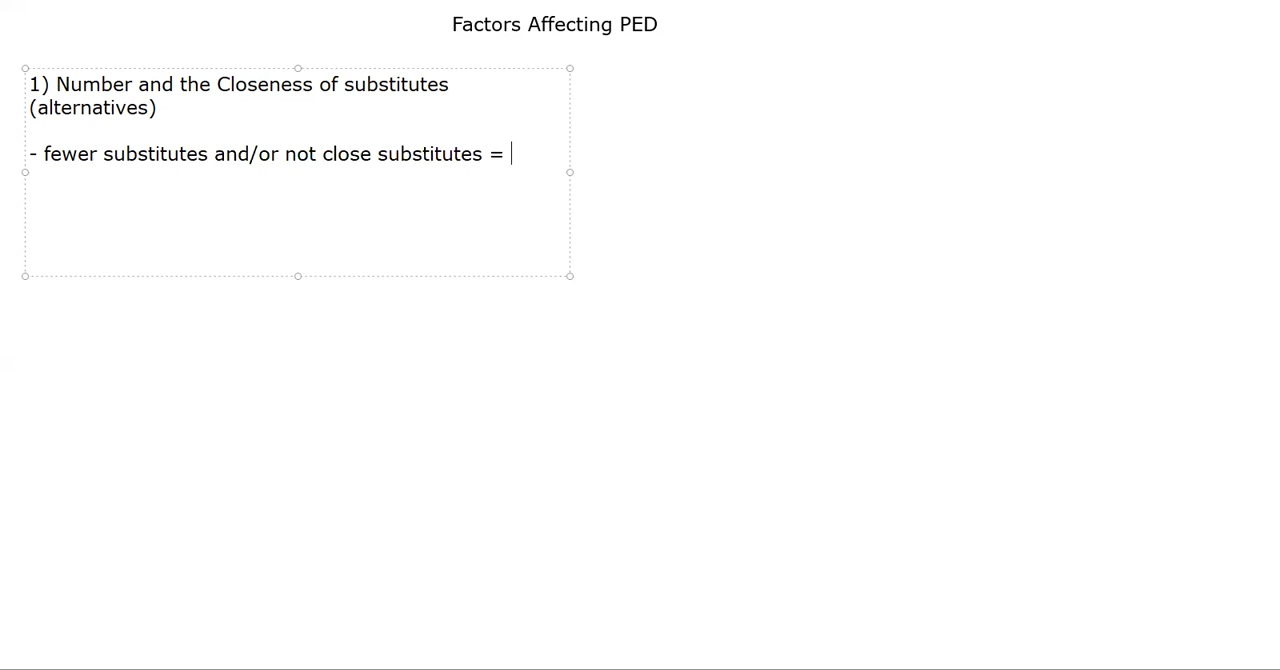 Factors Affecting PED
1) Number and the Closeness of substitutes
(alternatives)
- fewer substitutes and/or not close substitutes =